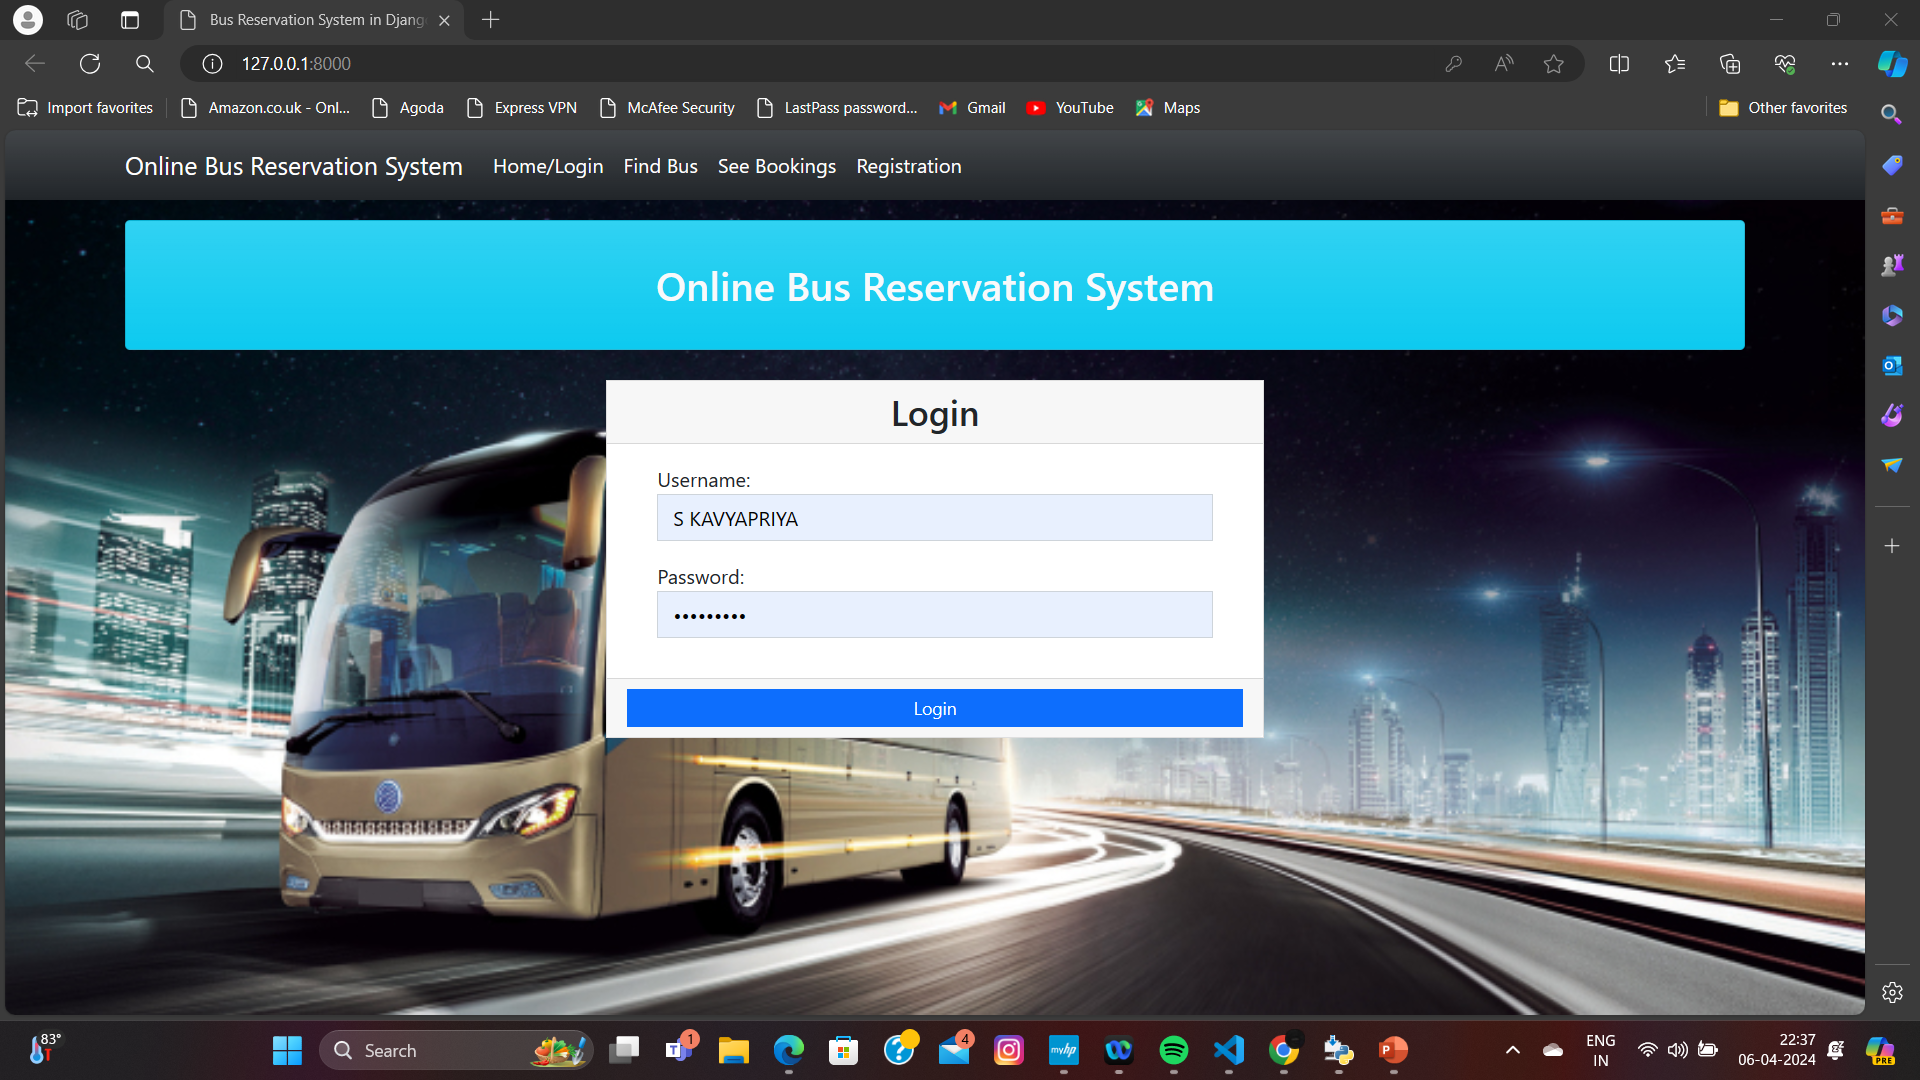 Bus Reservation System in Djang
127.0.0.1:8000
Import favorites
Amazon.co.uk - Onl...
Agoda
Express VPN
McAfee Security
LastPass password...
Gmail
YouTube
Maps
Other favorites
Online Bus Reservation System
Home/Login
Find Bus
See Bookings
Registration
Online Bus Reservation System
Login
Username:
S KAVYAPRIYA
Password:
•••••••••
Login
83°
Search
1
4
myhp
ENG
IN
22:37
06-04-2024
PRE